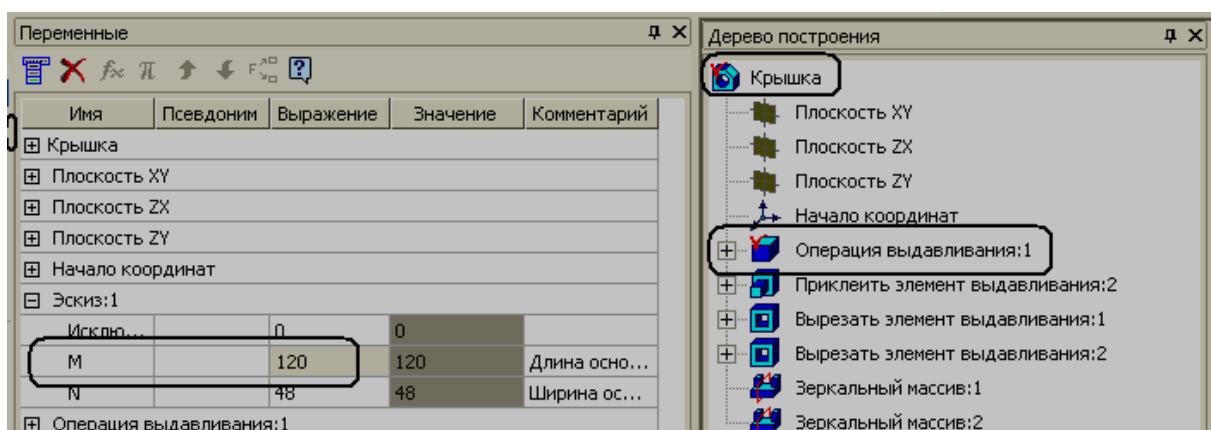 Переменные
Имя Псевдоним Выражение Значение Комментарий
Крышка
Плоскость XY
Плоскость ZX
Плоскость ZY
Начало координат
Эскиз:1
Исклю... 0 0
M 120 120 Длина осно...
N 48 48 Ширина ос...
Операция выдавливания:1
Дерево построения
Крышка
Плоскость XY
Плоскость ZX
Плоскость ZY
Начало координат
Операция выдавливания:1
Приклеить элемент выдавливания:2
Вырезать элемент выдавливания:1
Вырезать элемент выдавливания:2
Зеркальный массив:1
Зеркальный массив:2